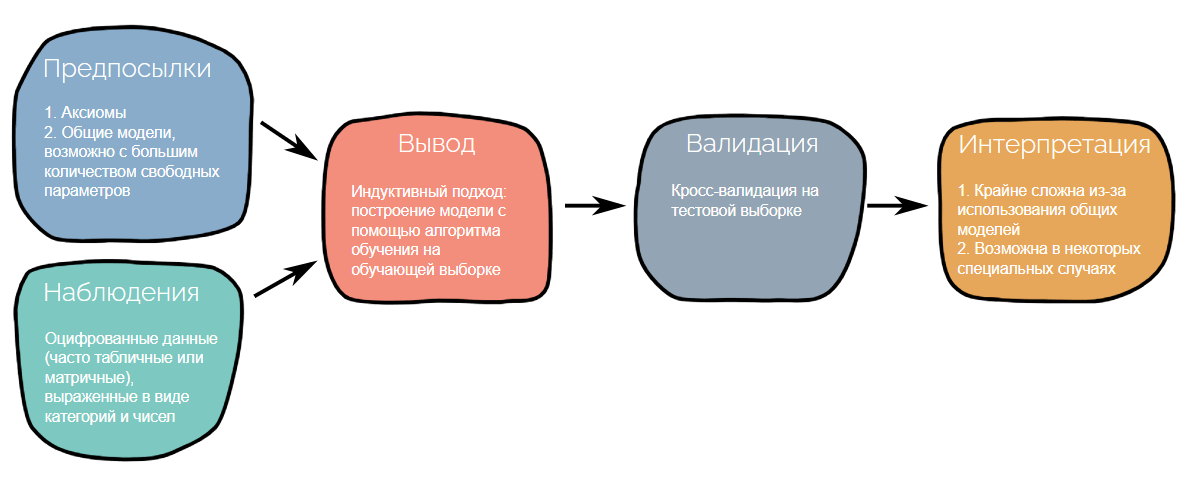 Предпосылки
1. Аксиомы
2. Общие модели,
возможно с большим
количеством свободных
параметров
Наблюдения
Оцифрованные данные
(часто табличные или
матричные),
выраженные в виде
категорий и чисел
Вывод
Индуктивный подход:
построение модели с
помощью алгоритма
обучения на
обучающей выборке
Валидация
Кросс-валидация на
тестовой выборке
Интерпретация
1. Крайне сложна из-за
использования общих
моделей
2. Возможна в некоторых
специальных случаях